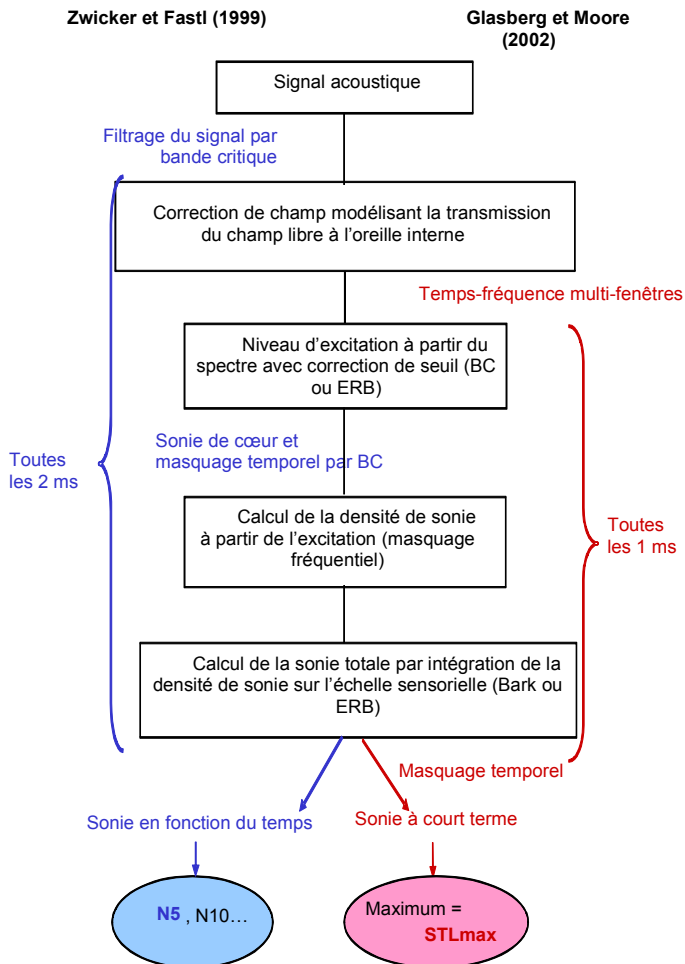 Zwicker et Fastl (1999)
Glasberg et Moore
(2002)
Signal acoustique
Filtrage du signal par
bande critique
Correction de champ modélisant la transmission
du champ libre à l'oreille interne
Temps-fréquence multi-fenêtres
Niveau d'excitation à partir du
spectre avec correction de seuil (BC
ou ERB)
Sonie de cœur et
masquage temporel par BC
Toutes
les 2 ms
Calcul de la densité de sonie
à partir de l'excitation (masquage
fréquentiel)
Toutes
les 1 ms
Calcul de la sonie totale par intégration de la
densité de sonie sur l'échelle sensorielle (Bark ou
ERB)
Masquage temporel
Sonie en fonction du temps
Sonie à court terme
N5 , N10…
Maximum =
STLmax